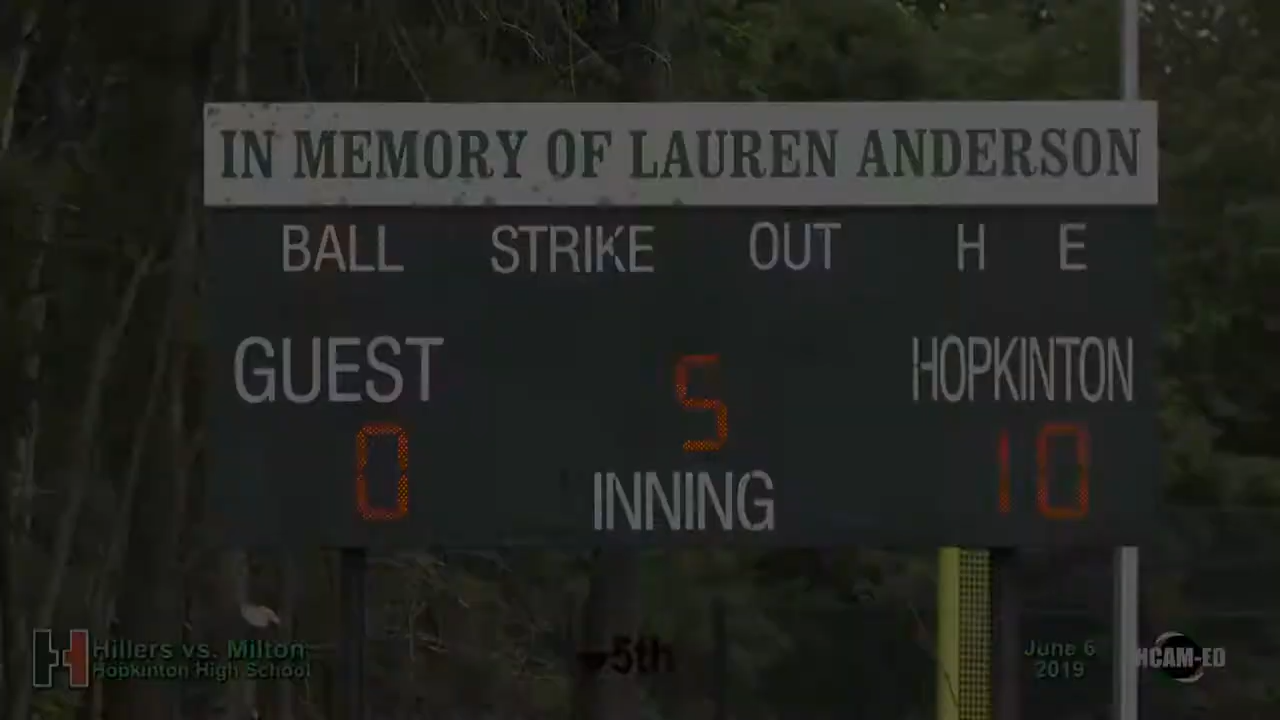 IN MEMORY OF LAUREN ANDERSON
BALL STRIKE OUT H E
GUEST 5 HOPKINTON
0 10
INNING
H Hillers vs. Milton
Hopkinton High School
5th
June 6
2019
HCAM-ED